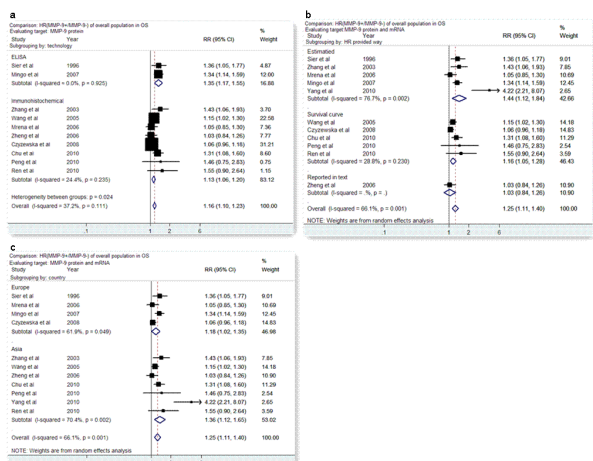 a
Comparison: HR(MMP-9+/MMP-9-) of overall population in OS
Evaluating target: MMP-9 protein
Subgrouping by: technology
%
Study Year RR (95% CI) Weight
ELISA
Sier et al 1996 1.36 (1.05, 1.77) 4.87
Mingo et al 2007 1.34 (1.14, 1.59) 12.00
Subtotal (I-squared = 0.0%, p = 0.925) 1.35 (1.17, 1.55) 16.88
Immunohistochemical
Zhang et al 2003 1.43 (1.06, 1.93) 3.70
Wang et al 2005 1.15 (1.02, 1.30) 22.58
Mrena et al 2006 1.05 (0.85, 1.30) 7.36
Zheng et al 2006 1.03 (0.84, 1.26) 7.77
Czyzewska et al 2008 1.06 (0.96, 1.18) 31.21
Chu et al 2010 1.31 (1.08, 1.60) 8.60
Peng et al 2010 1.46 (0.75, 2.83) 0.75
Ren et al 2010 1.55 (0.90, 2.64) 1.15
Subtotal (I-squared = 24.4%, p = 0.235) 1.13 (1.06, 1.20) 83.12
Heterogeneity between groups: p = 0.024
Overall (I-squared = 37.2%, p = 0.111) 1.16 (1.10, 1.23) 100.00
.1 1 2 6
b
Comparison: HR(MMP-9+/MMP-9-) of overall population in OS
Evaluating target:MMP-9 protein and mRNA
Subgrouping by: HR provided way
%
Study Year RR (95% CI) Weight
Estimatied
Sier et al 1996 1.36 (1.05, 1.77) 9.01
Zhang et al 2003 1.43 (1.06, 1.93) 7.85
Mrena et al 2006 1.05 (0.85, 1.30) 10.69
Mingo et al 2007 1.34 (1.14, 1.59) 12.45
Yang et al 2010 4.22 (2.21, 8.07) 2.65
Subtotal (I-squared = 76.7%, p = 0.002) 1.44 (1.12, 1.84) 42.66
Survival curve
Wang et al 2005 1.15 (1.02, 1.30) 14.18
Czyzewska et al 2008 1.06 (0.96, 1.18) 14.83
Chu et al 2010 1.31 (1.08, 1.60) 11.29
Peng et al 2010 1.46 (0.75, 2.83) 2.54
Ren et al 2010 1.55 (0.90, 2.64) 3.59
Subtotal (I-squared = 28.8%, p = 0.230) 1.16 (1.05, 1.28) 46.43
Reported in text
Zheng et al 2006 1.03 (0.84, 1.26) 10.90
Subtotal (I-squared = .%, p = .) 1.03 (0.84, 1.26) 10.90
Overall (I-squared = 66.1%, p = 0.001) 1.25 (1.11, 1.40) 100.00
NOTE: Weights are from random effects analysis
.1 1 2 6
c
Comparison: HR(MMP-9+/MMP-9-) of overall population in OS
Evaluating target: MMP-9 protein and mRNA
Subgrouping by: country
%
Study Year RR (95% CI) Weight
Europe
Sier et al 1996 1.36 (1.05, 1.77) 9.01
Mrena et al 2006 1.05 (0.85, 1.30) 10.69
Mingo et al 2007 1.34 (1.14, 1.59) 12.45
Czyzewska et al 2008 1.06 (0.96, 1.18) 14.83
Subtotal (I-squared = 61.8%, p = 0.049) 1.18 (1.02, 1.35) 46.98
.
Asia
Zhang et al 2003 1.43 (1.06, 1.93) 7.85
Wang et al 2005 1.15 (1.02, 1.30) 14.18
Zheng et al 2006 1.03 (0.84, 1.26) 10.90
Chu et al 2010 1.31 (1.08, 1.60) 11.29
Peng et al 2010 1.46 (0.75, 2.83) 2.54
Yang et al 2010 4.22 (2.21, 8.07) 2.65
Ren et al 2010 1.55 (0.90, 2.64) 3.59
Subtotal (I-squared = 70.4%, p = 0.002) 1.36 (1.12, 1.65) 53.02
.
Overall (I-squared = 66.1%, p = 0.001) 1.25 (1.11, 1.40) 100.00
NOTE: Weights are from random effects analysis
.1 1 2 6